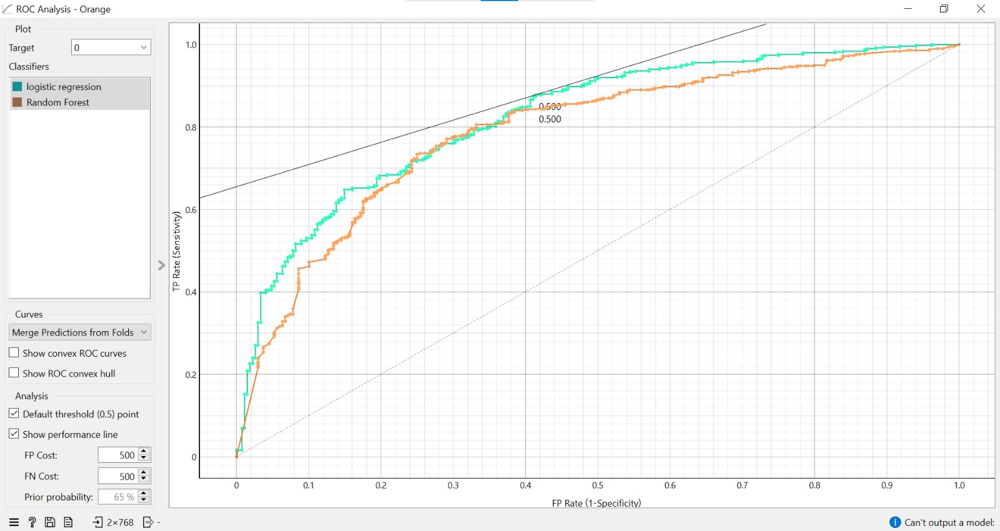 ROC Analysis - Orange
Plot
Target 0
Classifiers
logistic regression
Random Forest
Curves
Merge Predictions from Folds
Show convex ROC curves
Show ROC convex hull
Analysis
Default threshold (0.5) point
Show performance line
FP Cost: 500
FN Cost: 500
Prior probability: 65 %
2×768
-
TP Rate (Sensitivity)
1.0
0.8
0.6
0.4
0.2
0
0.500
0.500
0 0.1 0.2 0.3 0.4 0.5 0.6 0.7 0.8 0.9 1.0
FP Rate (1-Specificity)
Can't output a model: